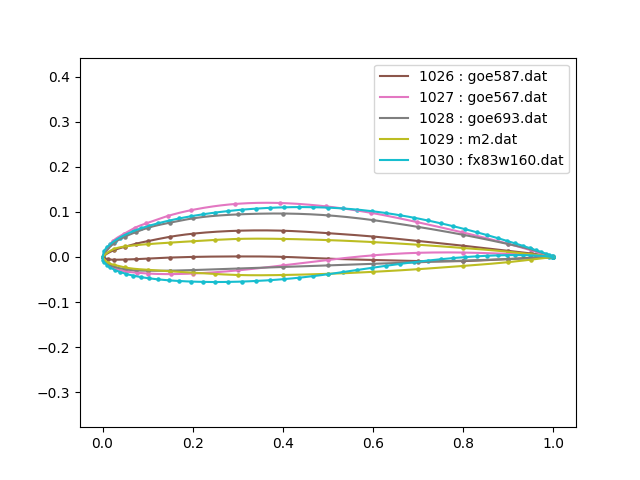 0.4
0.3
0.2
0.1
0.0
−0.1
−0.2
−0.3
0.0 0.2 0.4 0.6 0.8 1.0
1026 : goe587.dat
1027 : goe567.dat
1028 : goe693.dat
1029 : m2.dat
1030 : fx83w160.dat